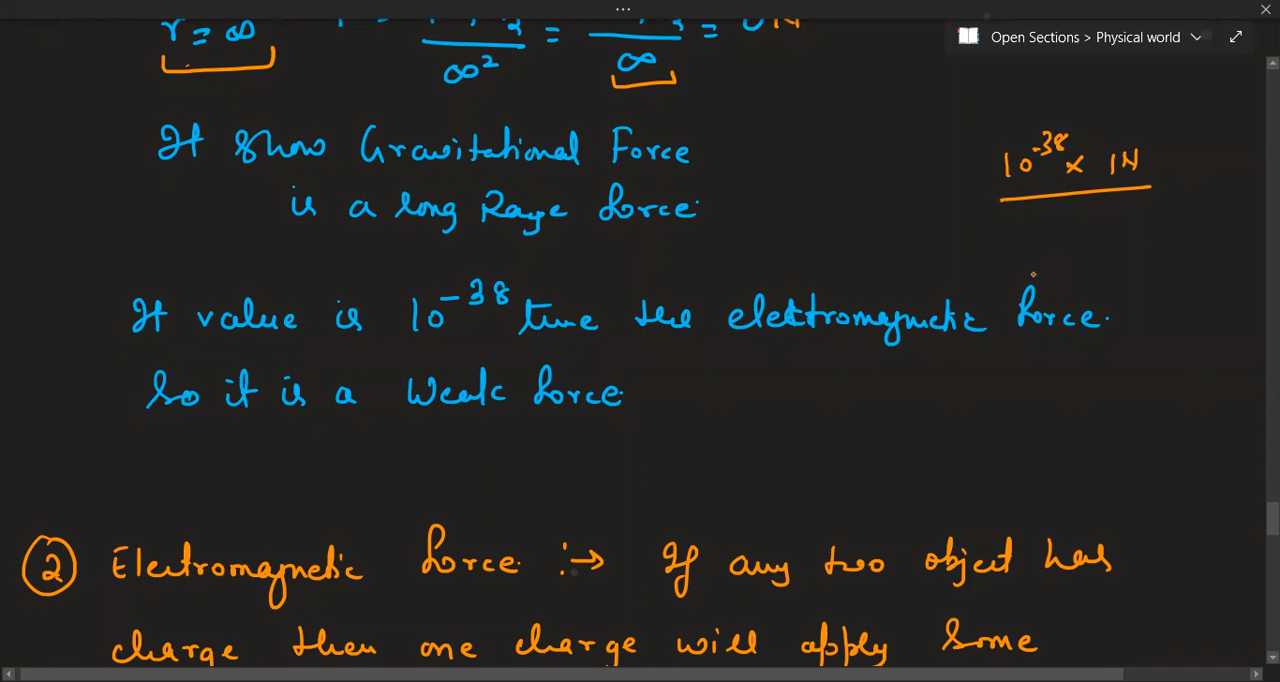 Open Sections > Physical world
r = ∞
∞² = ∞ = 0N
It show Gravitational Force
is a long Range force.
10⁻³⁸ × 1N
It value is 10⁻³⁸ time the elektromagnetic force.
So it is a Weak force.
② Electromagnetic force :→ If any two object has
charge then one charge will apply some